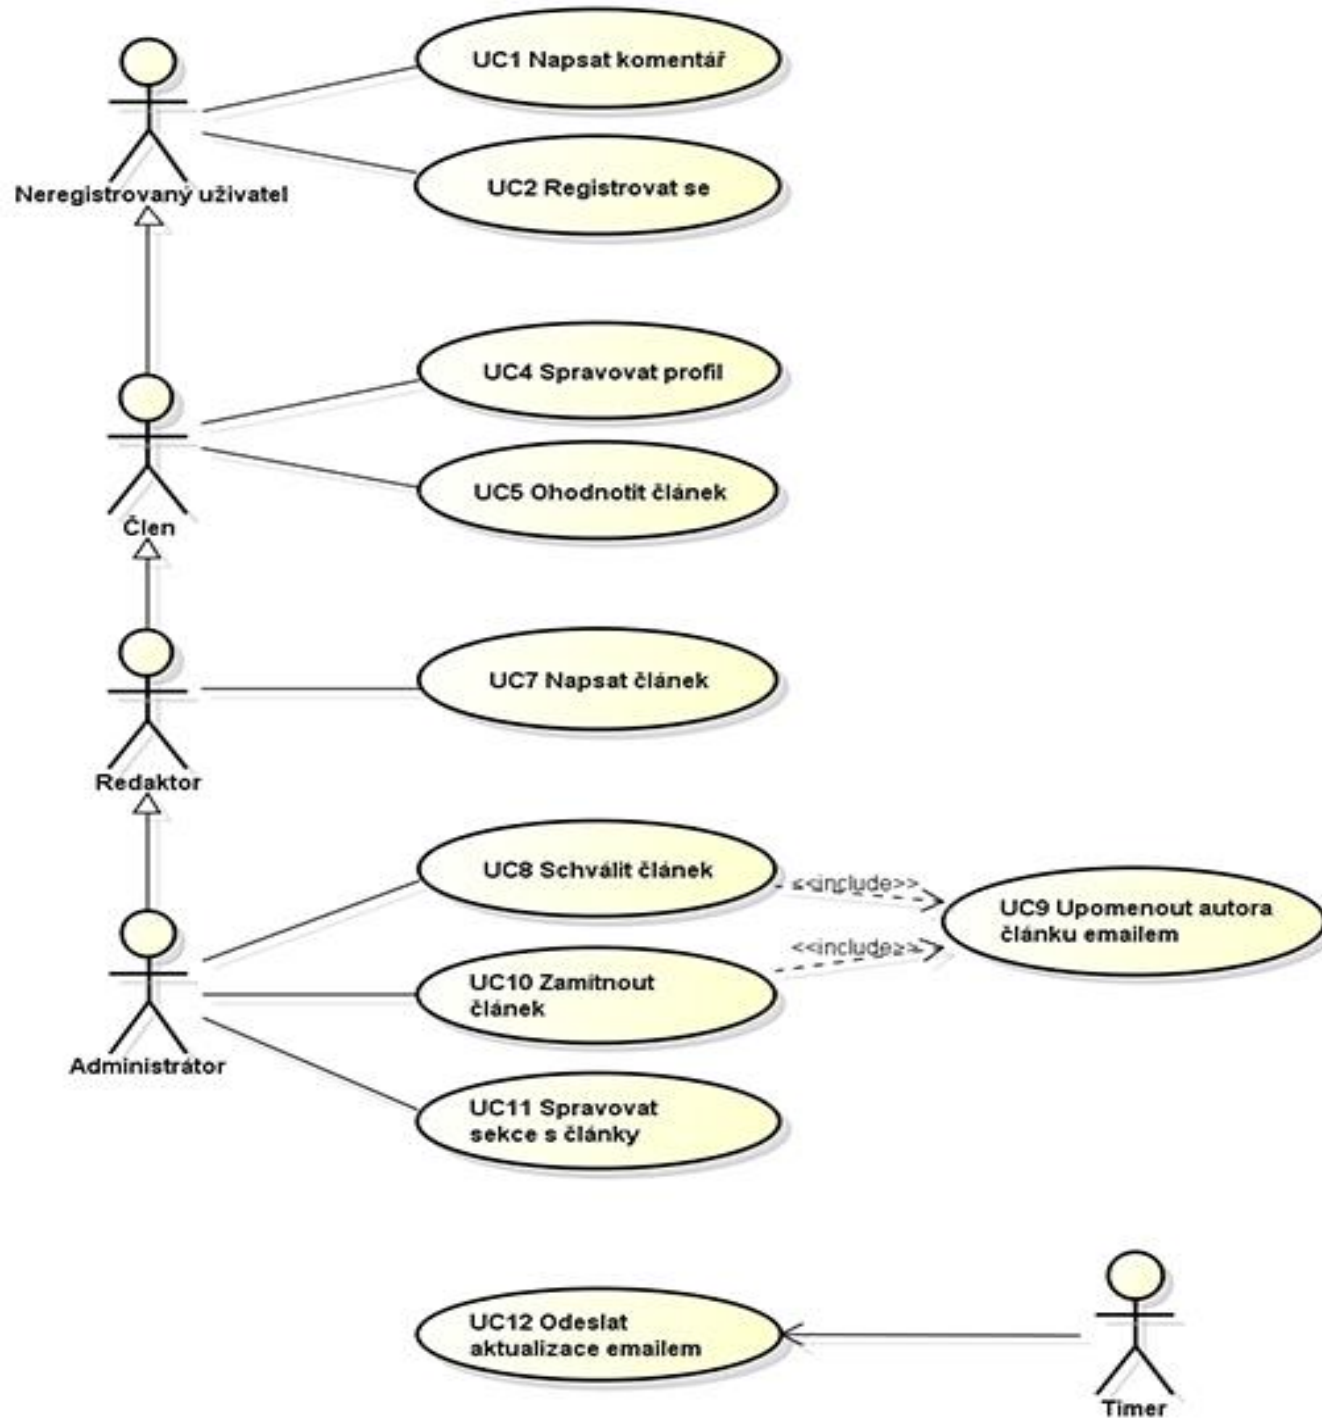 UC1 Napsat komentář
UC2 Registrovat se
Neregistrovaný uživatel
UC4 Spravovat profil
UC5 Ohodnotit článek
Člen
UC7 Napsat článek
Redaktor
UC8 Schválit článek
<<include>>
UC9 Upomenout autora
článku emailem
<<include>>
UC10 Zamítnout
článek
Administrátor
UC11 Spravovat
sekce s články
UC12 Odeslat
aktualizace emailem
Timer